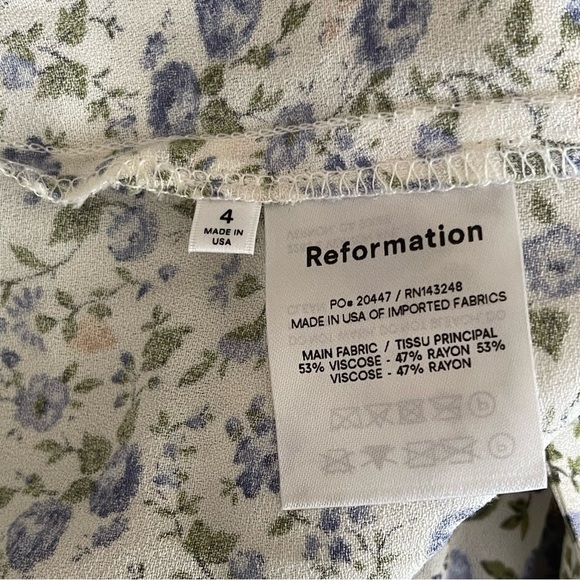 4
MADE IN
USA
Reformation
PO# 20447 / RN143248
MADE IN USA OF IMPORTED FABRICS
MAIN FABRIC / TISSU PRINCIPAL
53% VISCOSE - 47% RAYON 53%
VISCOSE - 47% RAYON